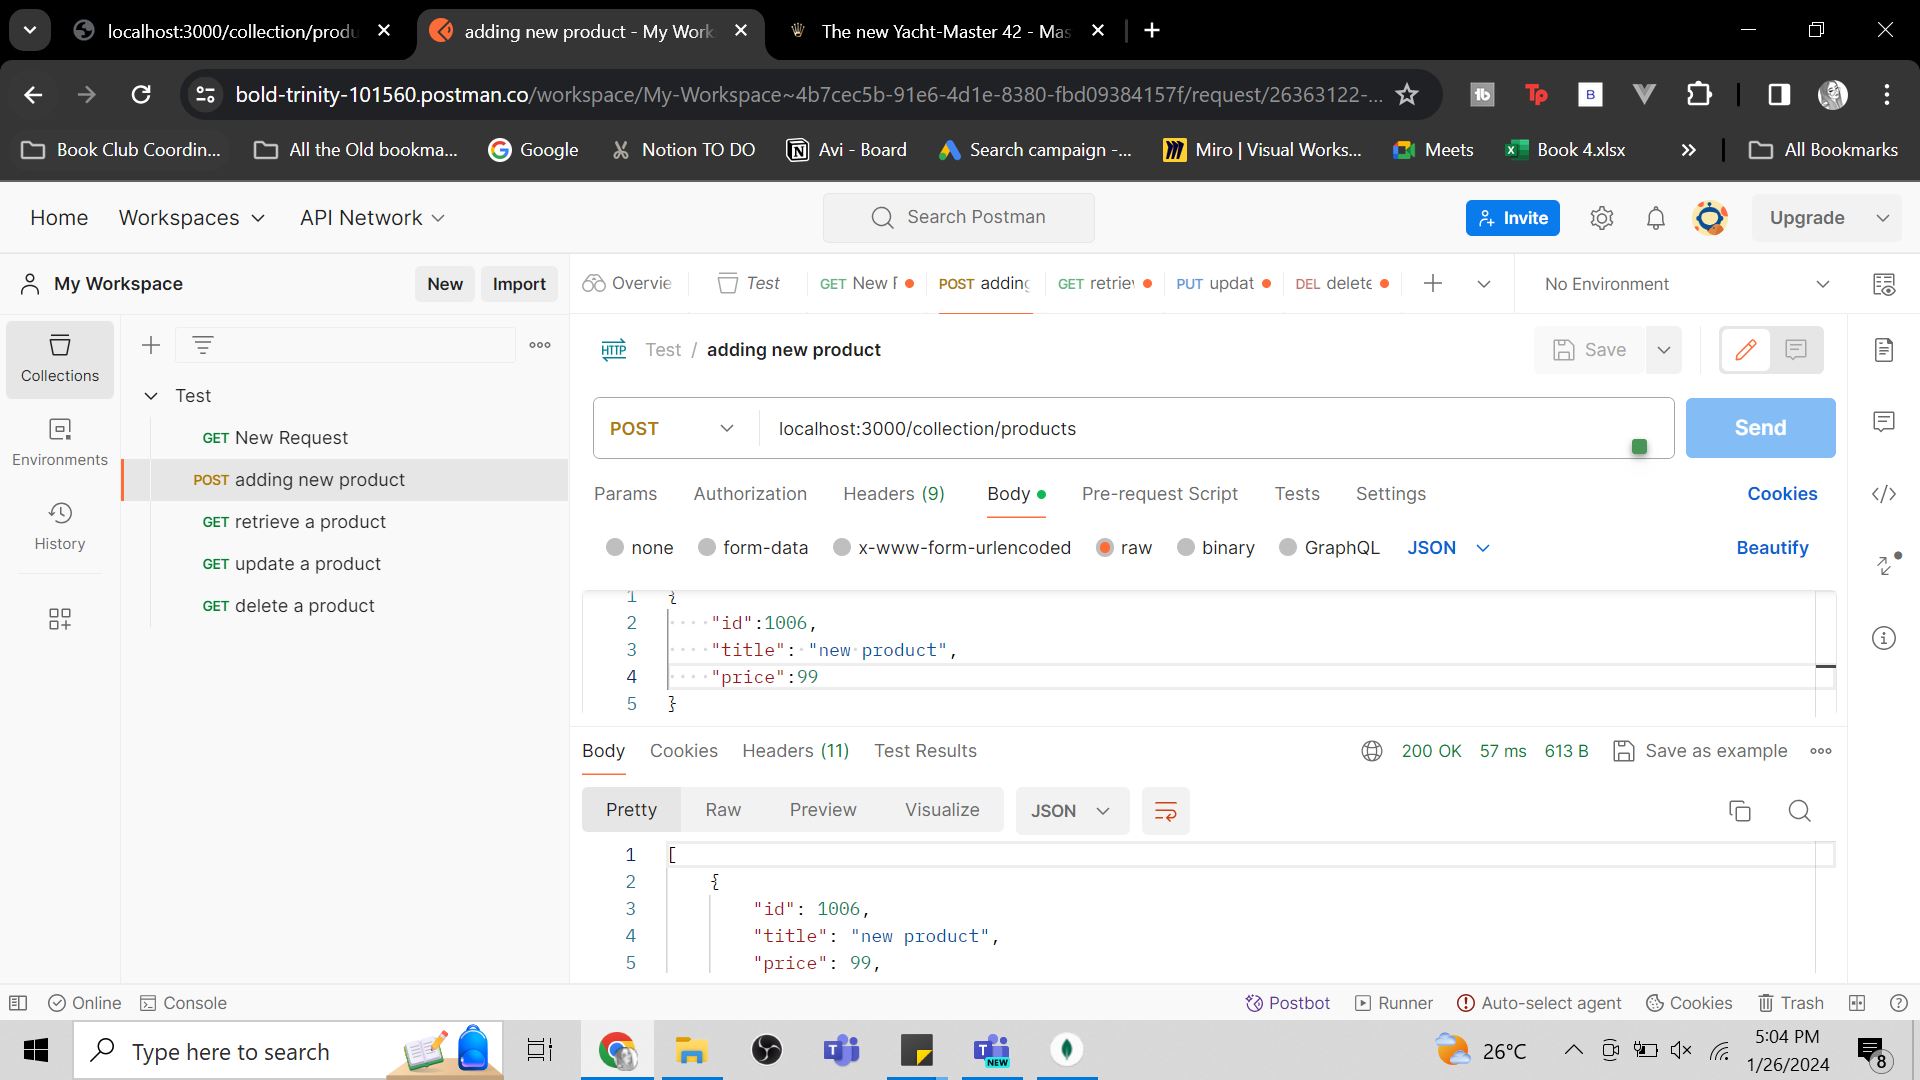 localhost:3000/collection/produ
adding new product - My Work
The new Yacht-Master 42 - Mas
bold-trinity-101560.postman.co/workspace/My-Workspace~4b7cec5b-91e6-4d1e-8380-fbd09384157f/request/26363122-...
Book Club Coordin...
All the Old bookma...
Google
Notion TO DO
Avi - Board
Search campaign -...
Miro | Visual Works...
Meets
Book 4.xlsx
»
All Bookmarks
Home
Workspaces
API Network
Search Postman
Invite
Upgrade
My Workspace
New
Import
Overvie
Test
GET New R
POST adding
GET retriev
PUT updat
DEL delete
No Environment
Collections
Environments
History
Test
GET New Request
POST adding new product
GET retrieve a product
GET update a product
GET delete a product
HTTP
Test / adding new product
Save
POST
localhost:3000/collection/products
Send
Params
Authorization
Headers (9)
Body
Pre-request Script
Tests
Settings
Cookies
none
form-data
x-www-form-urlencoded
raw
binary
GraphQL
JSON
Beautify
1 {
2 "id":1006,
3 "title": "new product",
4 "price":99
5 }
Body
Cookies
Headers (11)
Test Results
200 OK
57 ms
613 B
Save as example
Pretty
Raw
Preview
Visualize
JSON
1 [
2 {
3 "id": 1006,
4 "title": "new product",
5 "price": 99,
Online
Console
Postbot
Runner
Auto-select agent
Cookies
Trash
Type here to search
NEW
26°C
5:04 PM
1/26/2024
8